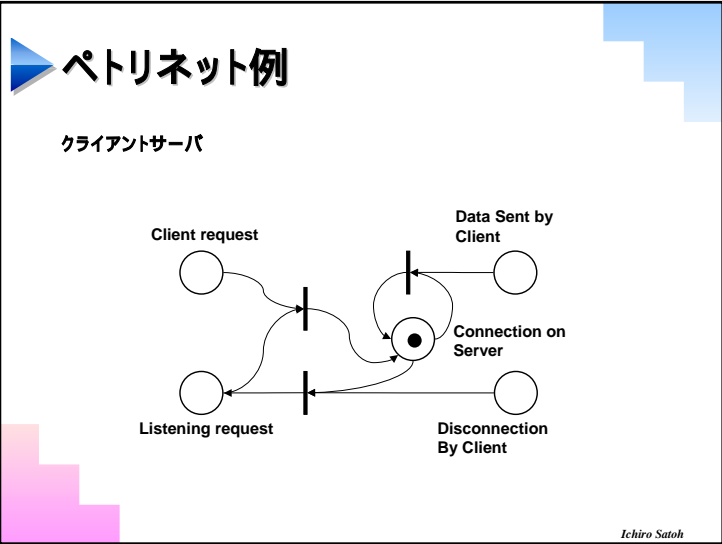 ペトリネット例
クライアントサーバ
Data Sent by
Client
Client request
Connection on
Server
Listening request
Disconnection
By Client
Ichiro Satoh